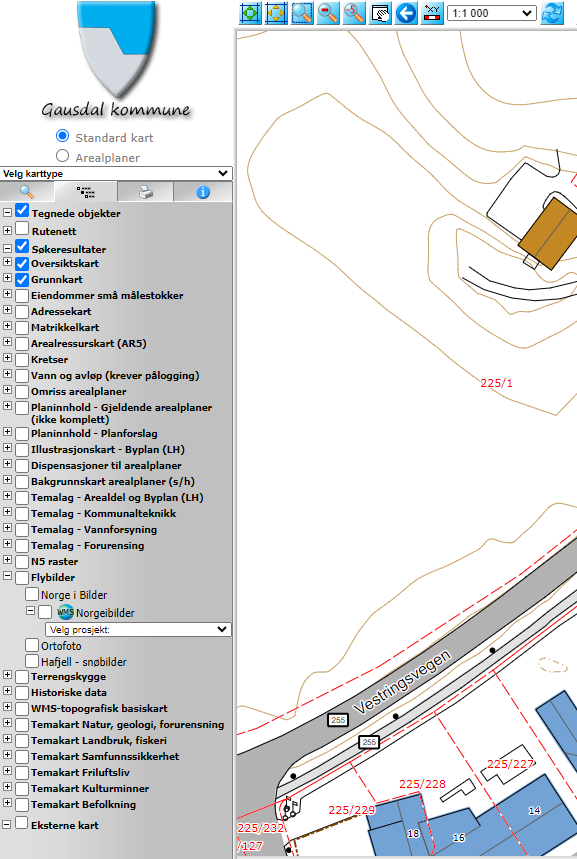 Gausdal kommune
Standard kart
Arealplaner
Velg karttype
Tegnede objekter
Rutenett
Søkeresultater
Oversiktskart
Grunnkart
Eiendommer små målestokker
Adressekart
Matrikkelkart
Arealressurskart (AR5)
Kretser
Vann og avløp (krever pålogging)
Omriss arealplaner
Planinnhold - Gjeldende arealplaner
(ikke komplett)
Planinnhold - Planforslag
Illustrasjonskart - Byplan (LH)
Dispensasjoner til arealplaner
Bakgrunnskart arealplaner (s/h)
Temalag - Arealdel og Byplan (LH)
Temalag - Kommunalteknikk
Temalag - Vannforsyning
Temalag - Forurensing
N5 raster
Flybilder
Norge i Bilder
WMS Norgeibilder
Velg prosjekt:
Ortofoto
Hafjell - snøbilder
Terrengskygge
Historiske data
WMS-topografisk basiskart
Temakart Natur, geologi, forurensning
Temakart Landbruk, fiskeri
Temakart Samfunnssikkerhet
Temakart Friluftsliv
Temakart Kulturminner
Temakart Befolkning
Eksterne kart
XY
1:1 000
225/1
Vestringsvegen
255
255
225/227
225/228
225/229
225/232
/127
14
18
16